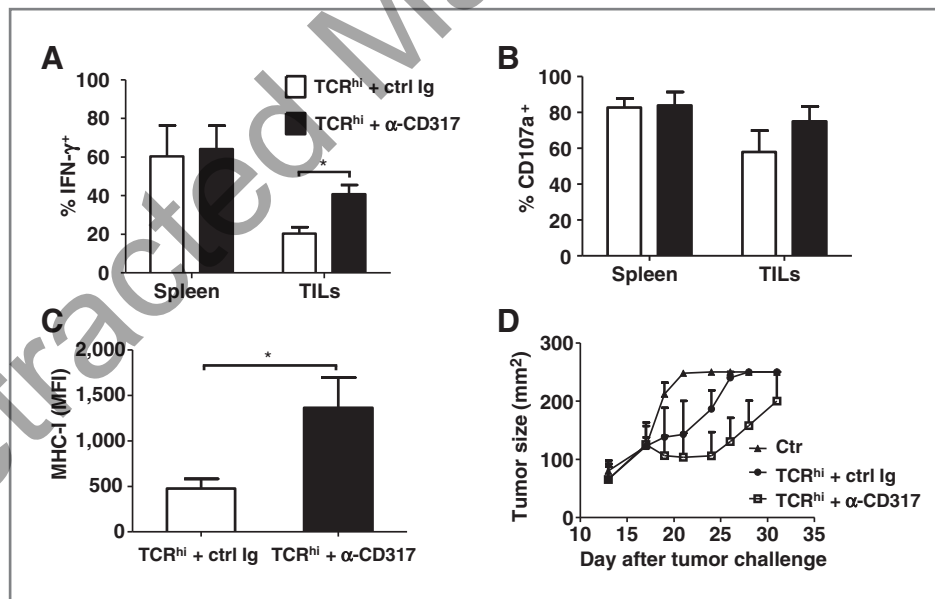 A
100
80
60
40
20
0
% IFN-γ+
TCRhi + ctrl Ig
TCRhi + α-CD317
*
Spleen
TILs
B
100
80
60
40
20
0
% CD107a+
Spleen
TILs
C
2,000
1,500
1,000
500
0
MHC-I (MFI)
*
TCRhi + ctrl Ig
TCRhi + α-CD317
D
300
200
100
0
Tumor size (mm2)
Ctr
TCRhi + ctrl Ig
TCRhi + α-CD317
10 15 20 25 30 35
Day after tumor challenge